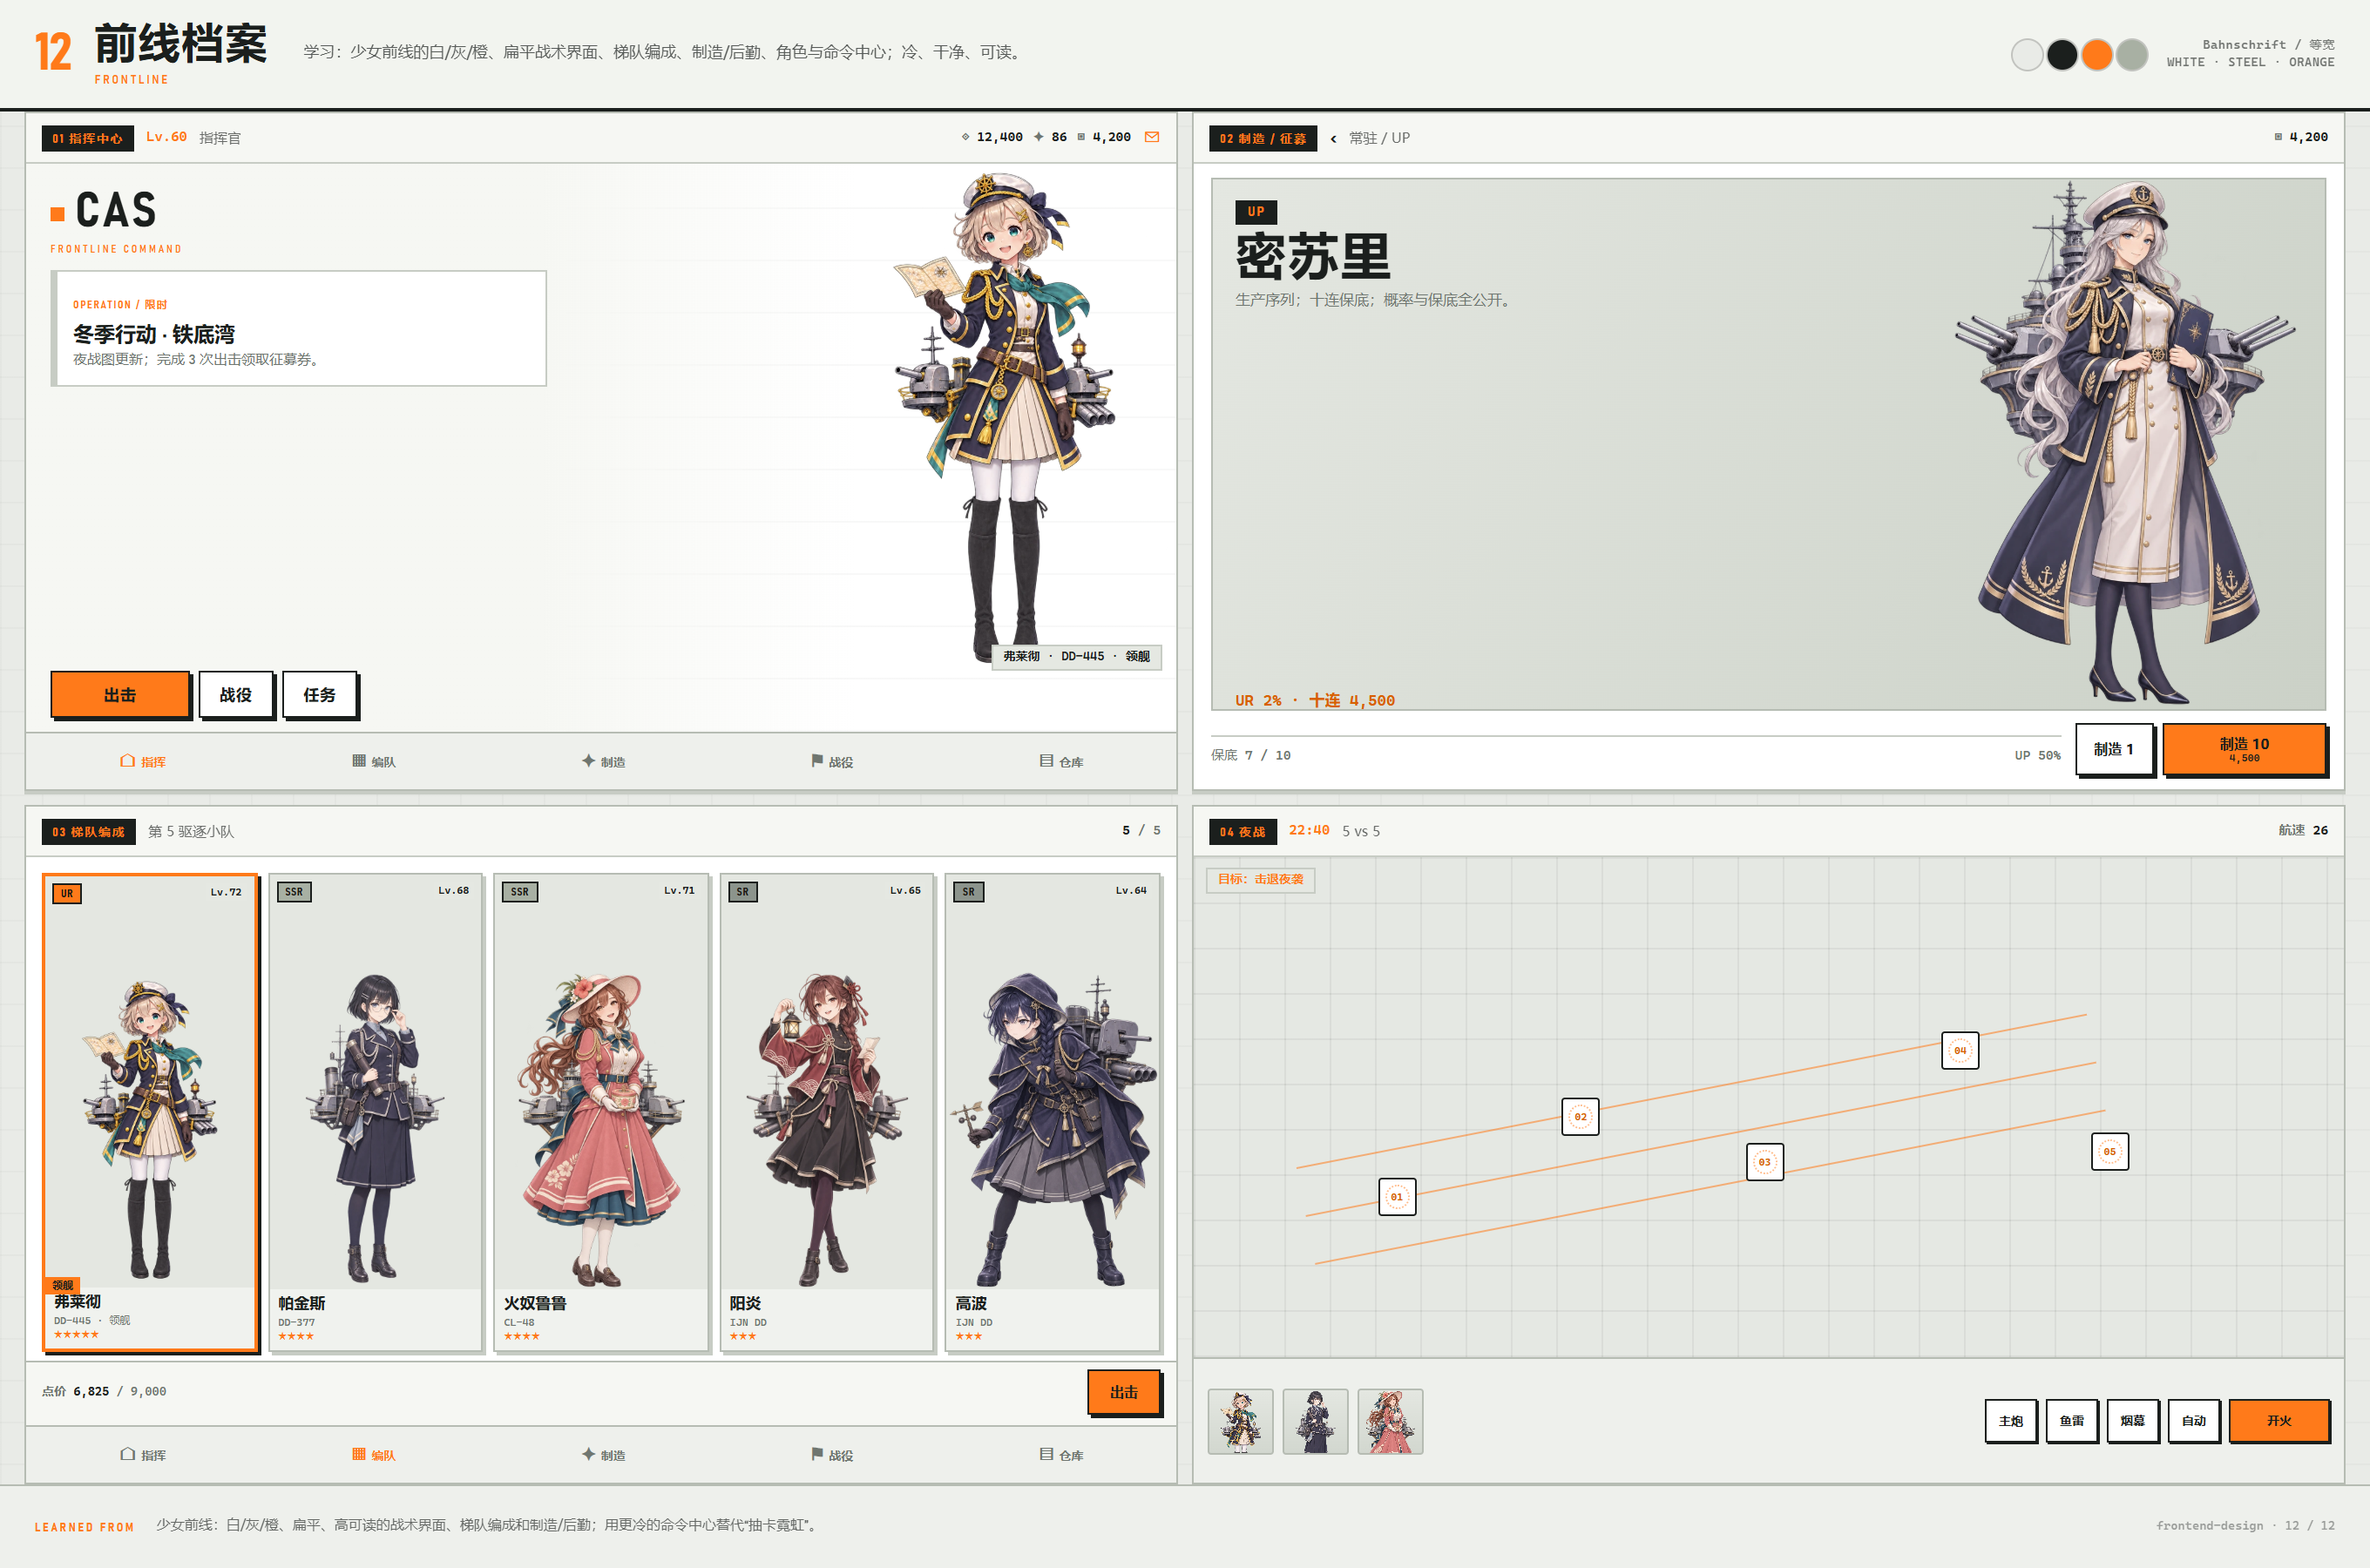 12 前线档案
FRONTLINE
学习：少女前线的白/灰/橙、扁平战术界面、梯队编成、制造/后勤、角色与命令中心；冷、干净、可读。
Bahnschrift / 等宽
WHITE · STEEL · ORANGE
01 指挥中心 Lv.60 指挥官 12,400 86 4,200
CAS
FRONTLINE COMMAND
OPERATION / 限时
冬季行动 · 铁底湾
夜战图更新；完成 3 次出击领取征募券。
弗莱彻 · DD-445 · 领舰
出击 战役 任务
指挥 编队 制造 战役 仓库
02 制造 / 征募 ‹ 常驻 / UP 4,200
UP
密苏里
生产序列；十连保底；概率与保底全公开。
UR 2% · 十连 4,500
保底 7 / 10 UP 50%
制造 1
制造 10
4,500
03 梯队编成 第 5 驱逐小队 5 / 5
UR Lv.72
领舰
弗莱彻
DD-445 · 领舰
★★★★★
SSR Lv.68
帕金斯
DD-377
★★★★
SSR Lv.71
火奴鲁鲁
CL-48
★★★★
SR Lv.65
阳炎
IJN DD
★★★
SR Lv.64
高波
IJN DD
★★★
点价 6,825 / 9,000 出击
指挥 编队 制造 战役 仓库
04 夜战 22:40 5 vs 5 航速 26
目标：击退夜袭
04
02
05
03
01
主炮 鱼雷 烟幕 自动 开火
LEARNED FROM 少女前线：白/灰/橙、扁平、高可读的战术界面、梯队编成和制造/后勤；用更冷的命令中心替代“抽卡霓虹”。
frontend-design · 12 / 12